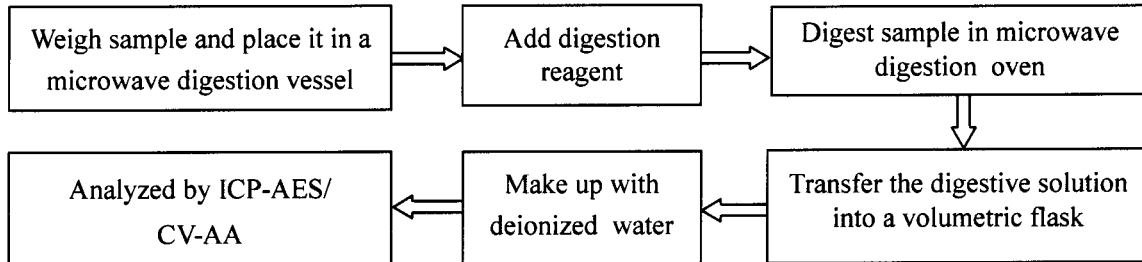 Weigh sample and place it in a
microwave digestion vessel
Add digestion
reagent
Digest sample in microwave
digestion oven
Transfer the digestive solution
into a volumetric flask
Make up with
deionized water
Analyzed by ICP-AES/
CV-AA